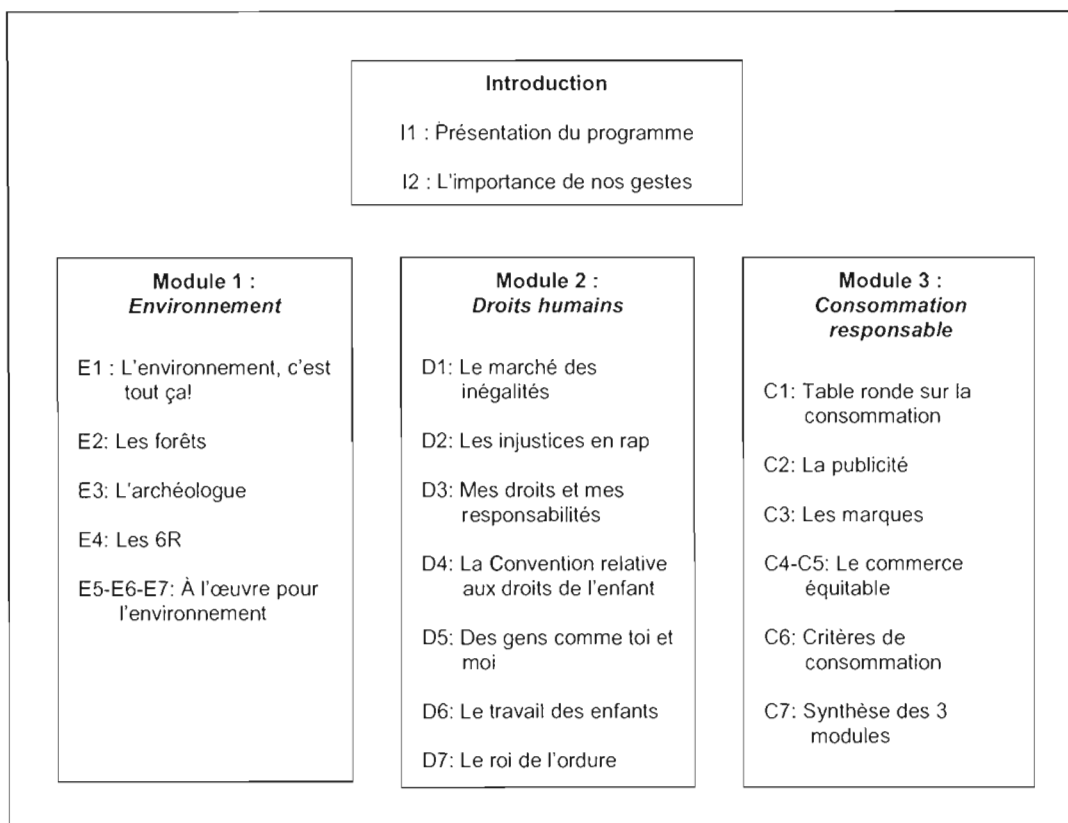 Introduction
I1 : Présentation du programme
I2 : L'importance de nos gestes
Module 1 :
Environnement
E1 : L'environnement, c'est
tout ça!
E2: Les forêts
E3: L'archéologue
E4: Les 6R
E5-E6-E7: À l'œuvre pour
l'environnement
Module 2 :
Droits humains
D1: Le marché des
inégalités
D2: Les injustices en rap
D3: Mes droits et mes
responsabilités
D4: La Convention relative
aux droits de l'enfant
D5: Des gens comme toi et
moi
D6: Le travail des enfants
D7: Le roi de l'ordure
Module 3 :
Consommation
responsable
C1: Table ronde sur la
consommation
C2: La publicité
C3: Les marques
C4-C5: Le commerce
équitable
C6: Critères de
consommation
C7: Synthèse des 3
modules